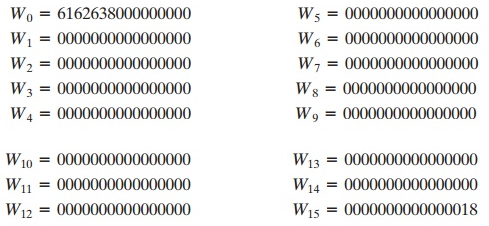 W0 = 6162638000000000
W1 = 0000000000000000
W2 = 0000000000000000
W3 = 0000000000000000
W4 = 0000000000000000
W5 = 0000000000000000
W6 = 0000000000000000
W7 = 0000000000000000
W8 = 0000000000000000
W9 = 0000000000000000
W10 = 0000000000000000
W11 = 0000000000000000
W12 = 0000000000000000
W13 = 0000000000000000
W14 = 0000000000000000
W15 = 0000000000000018